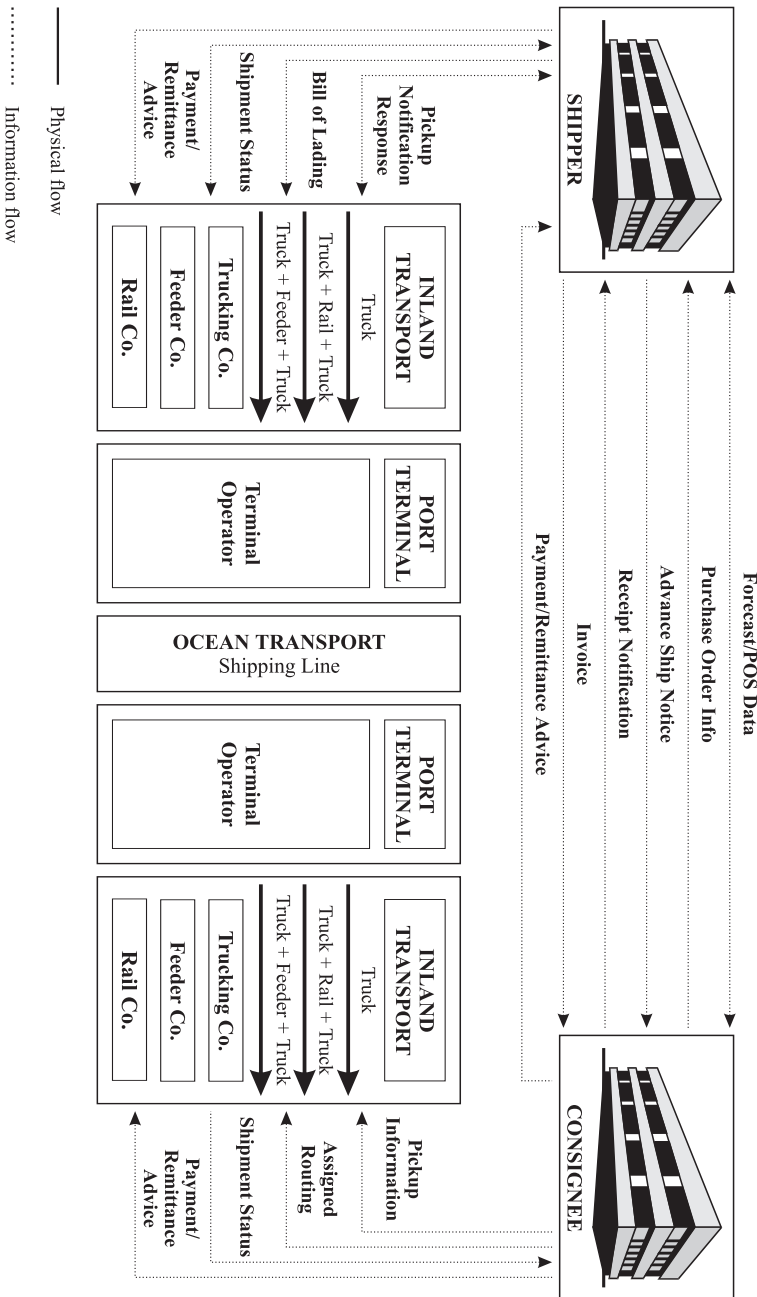 SHIPPER
CONSIGNEE
Forecast/POS Data
Purchase Order Info
Advance Ship Notice
Receipt Notification
Invoice
Payment/Remittance Advice
Pickup
Notification
Response
Bill of Lading
Shipment Status
Payment/
Remittance
Advice
INLAND
TRANSPORT
Truck
Truck + Rail + Truck
Truck + Feeder + Truck
Trucking Co.
Feeder Co.
Rail Co.
PORT
TERMINAL
Terminal
Operator
OCEAN TRANSPORT
Shipping Line
PORT
TERMINAL
Terminal
Operator
INLAND
TRANSPORT
Truck
Truck + Rail + Truck
Truck + Feeder + Truck
Trucking Co.
Feeder Co.
Rail Co.
Pickup
Information
Assigned
Routing
Shipment Status
Payment/
Remittance
Advice
Physical flow
Information flow